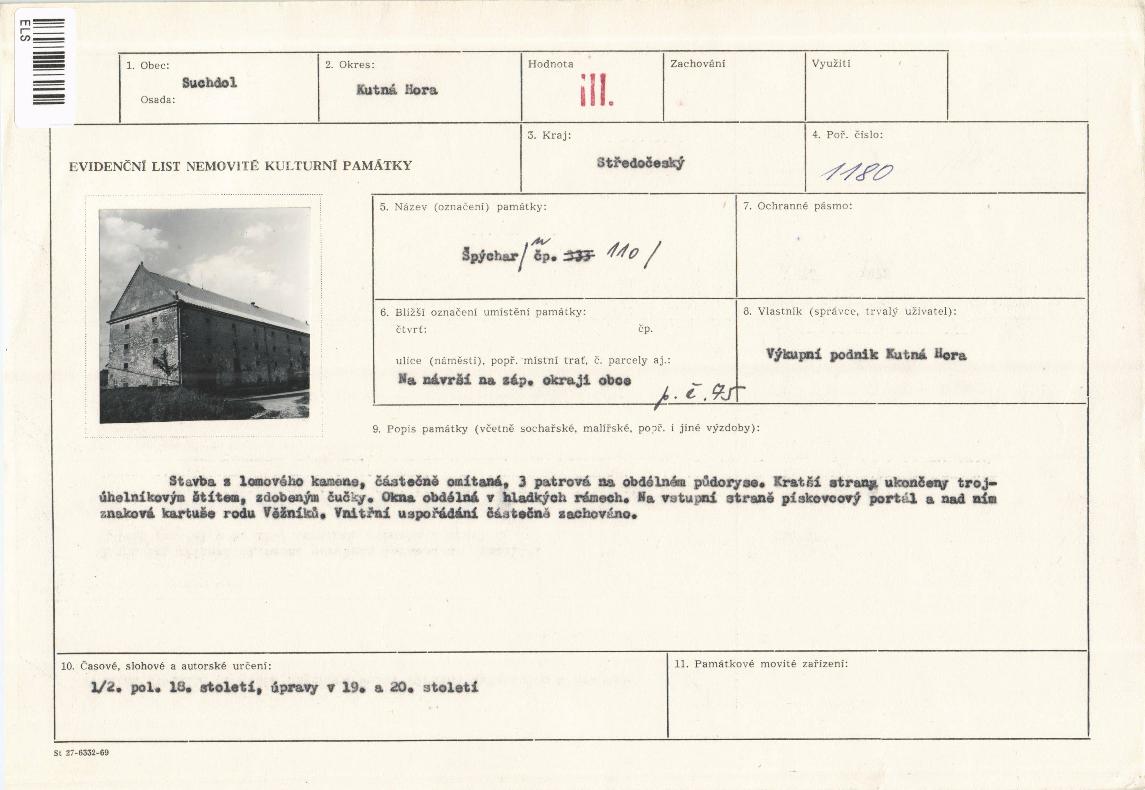 ELS
1. Obec:
Suchdol
Osada:
2. Okres:
Kutná Hora
Hodnota
III.
Zachování
Využití
EVIDENČNÍ LIST NEMOVITÉ KULTURNÍ PAMÁTKY
3. Kraj:
Středočeský
4. Poř. číslo:
1180
5. Název (označení) památky:
Špýchar / u čp. 333 110 /
7. Ochranné pásmo:
6. Bližší označení umístění památky:
čtvrť: čp.
ulice (náměstí), popř. místní trať, č. parcely aj.:
Na návrší na záp. okraji obce
p. č. 75
8. Vlastník (správce, trvalý uživatel):
Výkupní podnik Kutná Hora
9. Popis památky (včetně sochařské, malířské, popř. i jiné výzdoby):
Stavba z lomového kamene, částečně omítaná, 3 patrová na obdélném půdoryse. Kratší strany ukončeny troj-
úhelníkovým štítem, zdobeným čučky. Okna obdélná v hladkých rámech. Na vstupní straně pískovcový portál a nad ním
znaková kartuše rodu Věžníků. Vnitřní uspořádání částečně zachováno.
10. Časové, slohové a autorské určení:
1/2. pol. 18. století, úpravy v 19. a 20. století
11. Památkové movité zařízení:
St 27-6332-69